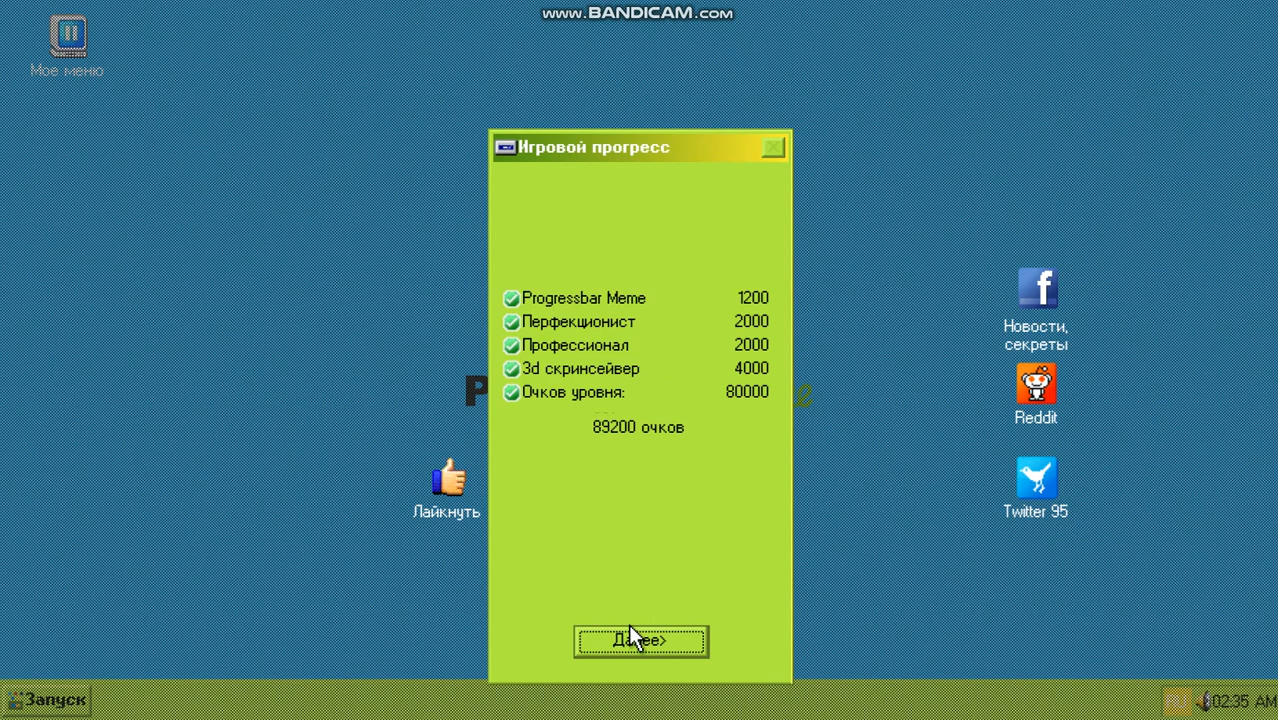 www.BANDICAM.com
Мое меню
Игровой прогресс
Progressbar Meme 1200
Перфекционист 2000
Профессионал 2000
3d скринсейвер 4000
Очков уровня: 80000
89200 очков
Новости,
секреты
Reddit
Лайкнуть
Twitter 95
Далее>
Запуск
RU 02:35 AM